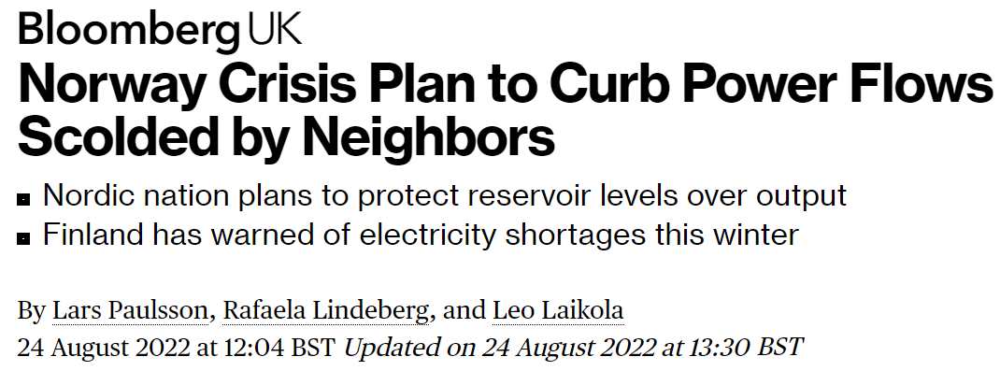 Bloomberg UK
Norway Crisis Plan to Curb Power Flows
Scolded by Neighbors
Nordic nation plans to protect reservoir levels over output
Finland has warned of electricity shortages this winter
By Lars Paulsson, Rafaela Lindeberg, and Leo Laikola
24 August 2022 at 12:04 BST Updated on 24 August 2022 at 13:30 BST